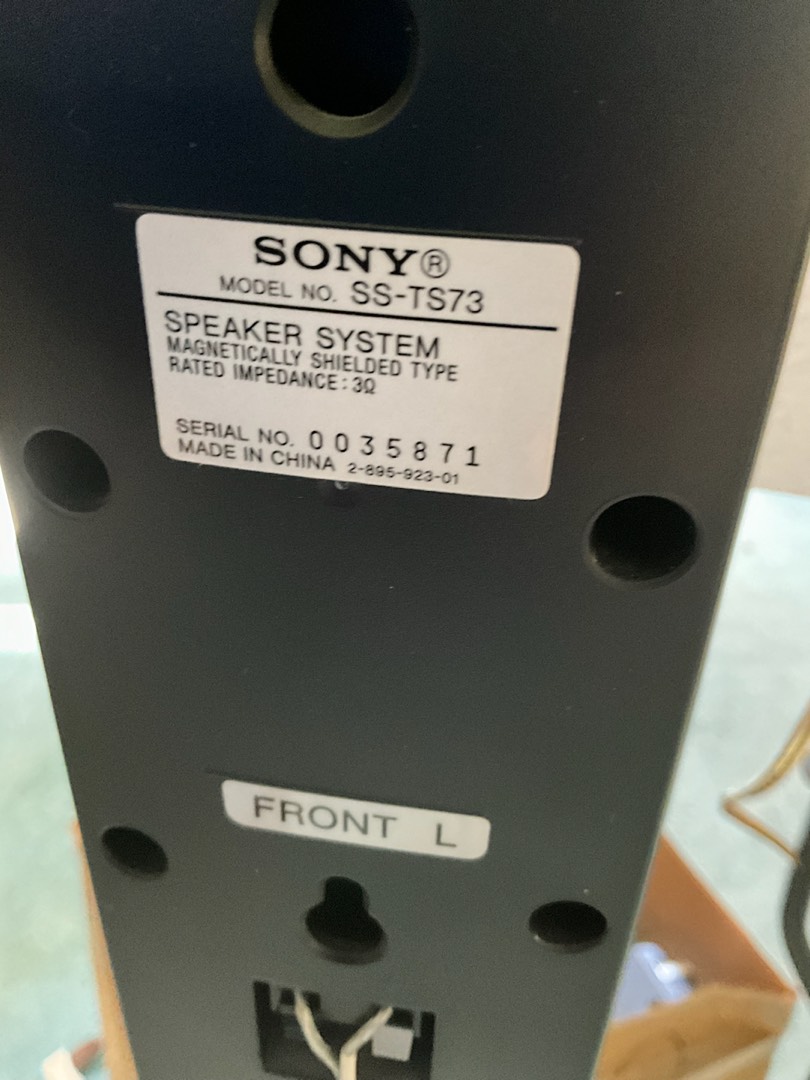 SONY®
MODEL NO. SS-TS73
SPEAKER SYSTEM
MAGNETICALLY SHIELDED TYPE
RATED IMPEDANCE : 3Ω
SERIAL NO. 0035871
MADE IN CHINA 2-895-923-01
FRONT L